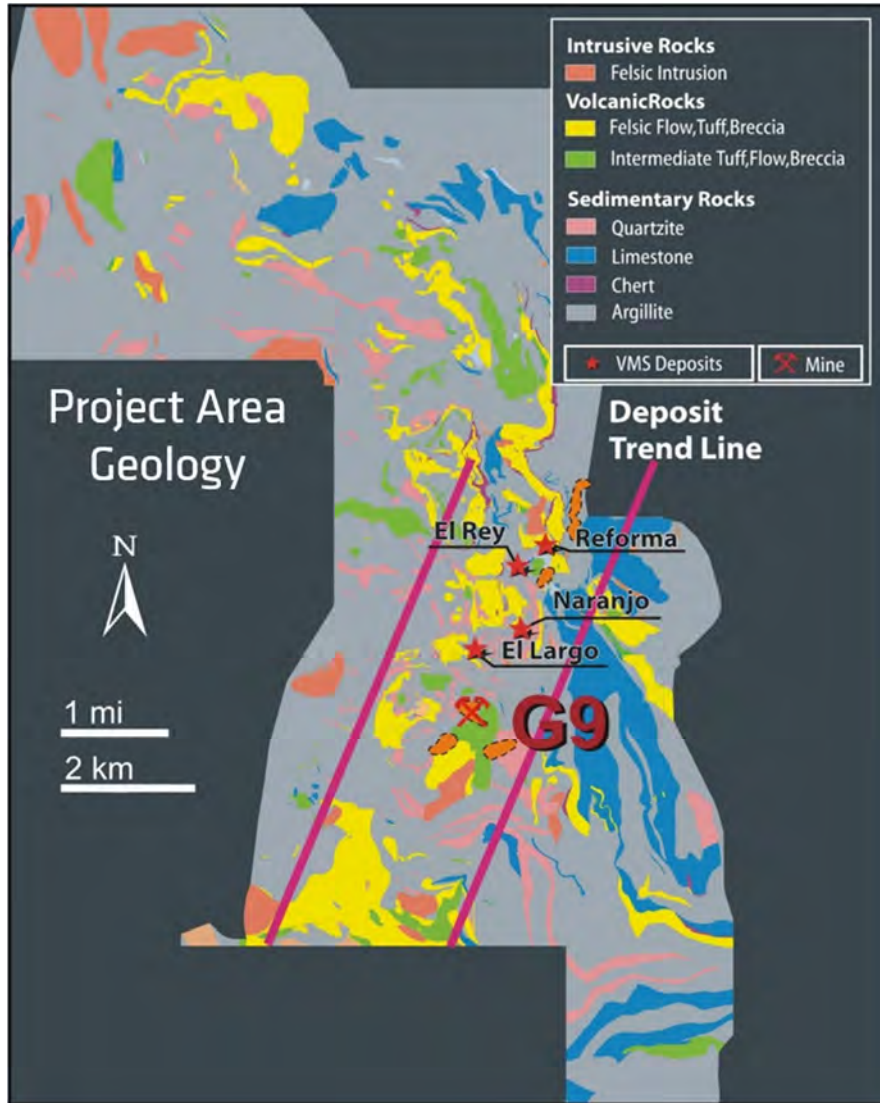 Intrusive Rocks
Felsic Intrusion
VolcanicRocks
Felsic Flow,Tuff,Breccia
Intermediate Tuff,Flow,Breccia
Sedimentary Rocks
Quartzite
Limestone
Chert
Argillite
VMS Deposits
Mine
Project Area
Geology
Deposit
Trend Line
N
El Rey
Reforma
Naranjo
El Largo
G9
1 mi
2 km